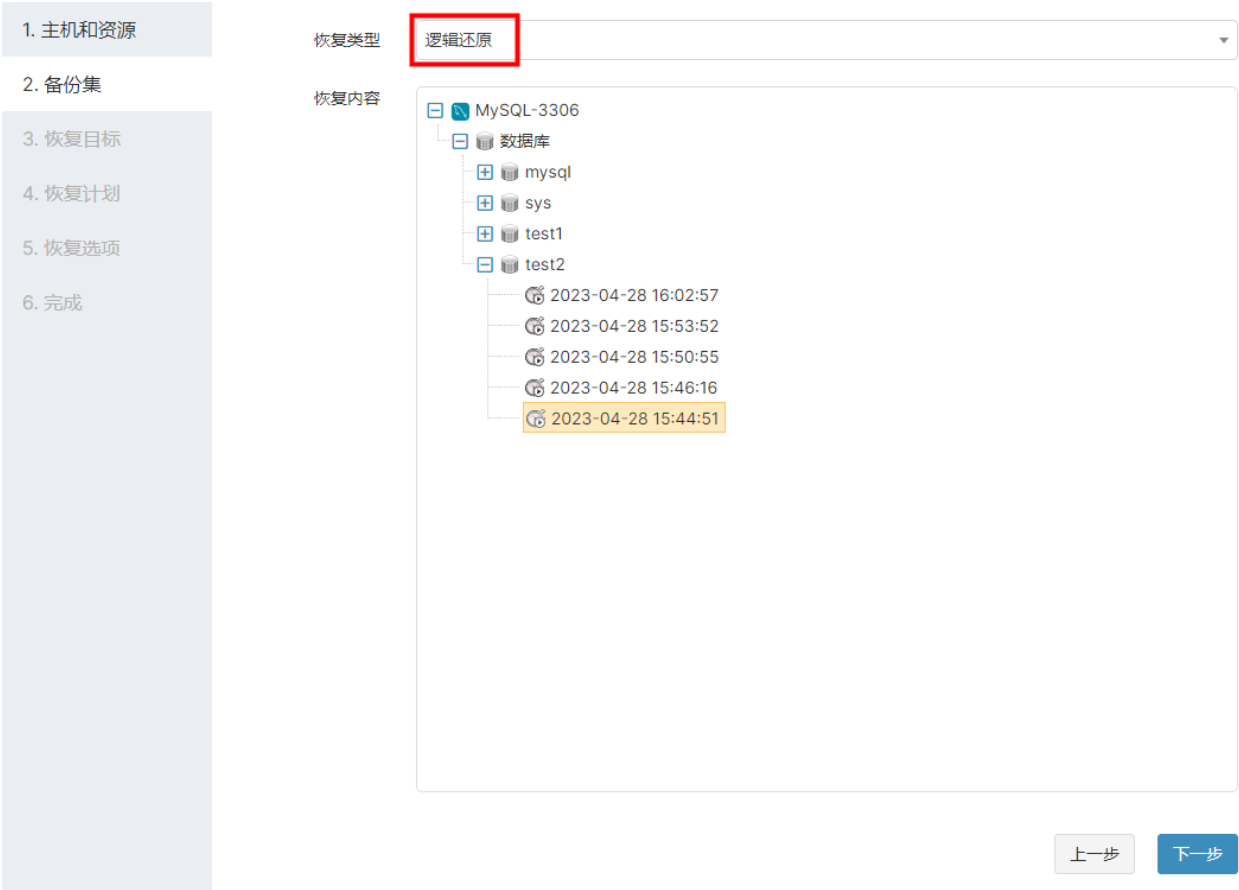 1. 主机和资源
2. 备份集
3. 恢复目标
4. 恢复计划
5. 恢复选项
6. 完成
恢复类型
逻辑还原
恢复内容
MySQL-3306
数据库
mysql
sys
test1
test2
2023-04-28 16:02:57
2023-04-28 15:53:52
2023-04-28 15:50:55
2023-04-28 15:46:16
2023-04-28 15:44:51
上一步
下一步